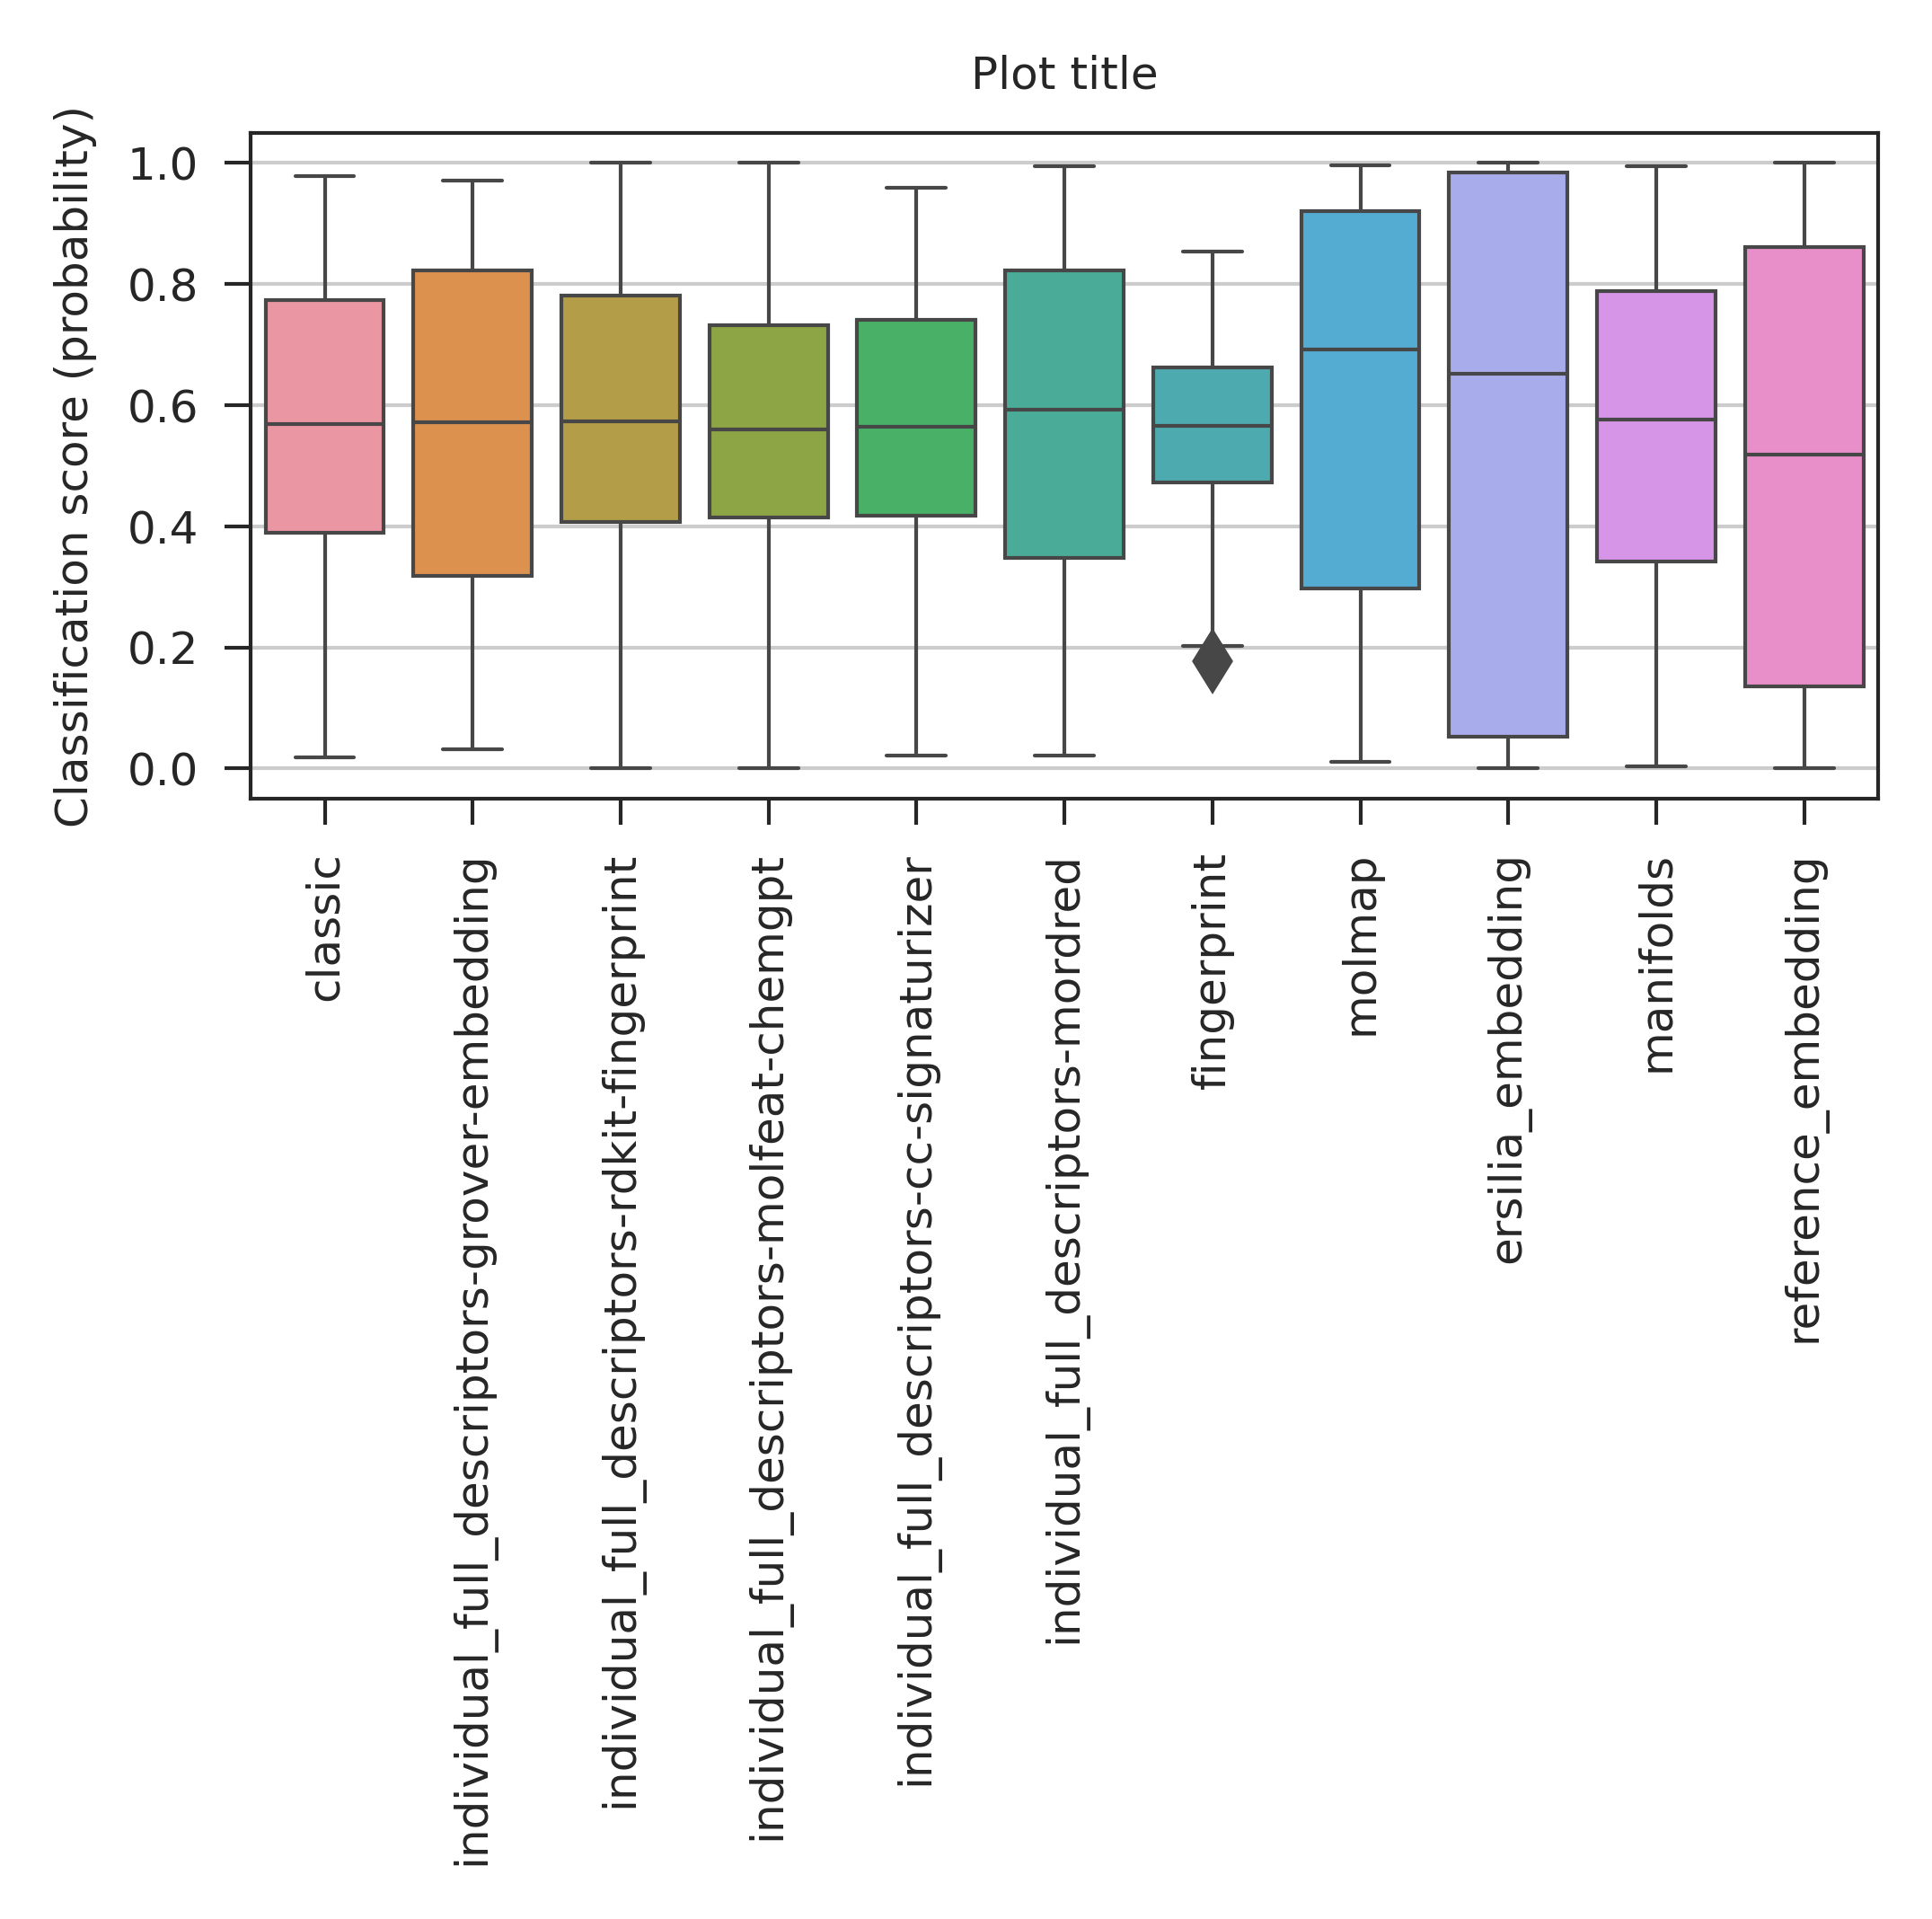 Plot title
Classification score (probability)
1.0
0.8
0.6
0.4
0.2
0.0
classic
individual_full_descriptors-grover-embedding
individual_full_descriptors-rdkit-fingerprint
individual_full_descriptors-molfeat-chemgpt
individual_full_descriptors-cc-signaturizer
individual_full_descriptors-mordred
fingerprint
molmap
ersilia_embedding
manifolds
reference_embedding